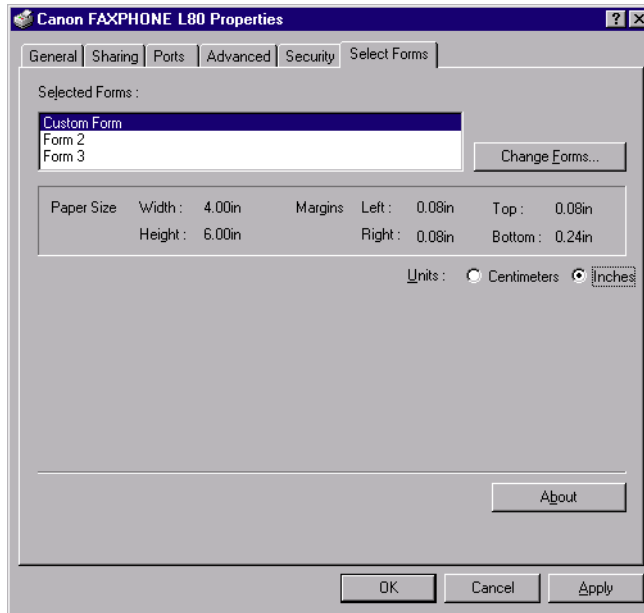 Canon FAXPHONE L80 Properties
General Sharing Ports Advanced Security Select Forms
Selected Forms :
Custom Form
Form 2
Form 3
Change Forms...
Paper Size Width : 4.00in Margins Left : 0.08in Top : 0.08in
Height : 6.00in Right : 0.08in Bottom : 0.24in
Units : Centimeters Inches
About
OK Cancel Apply